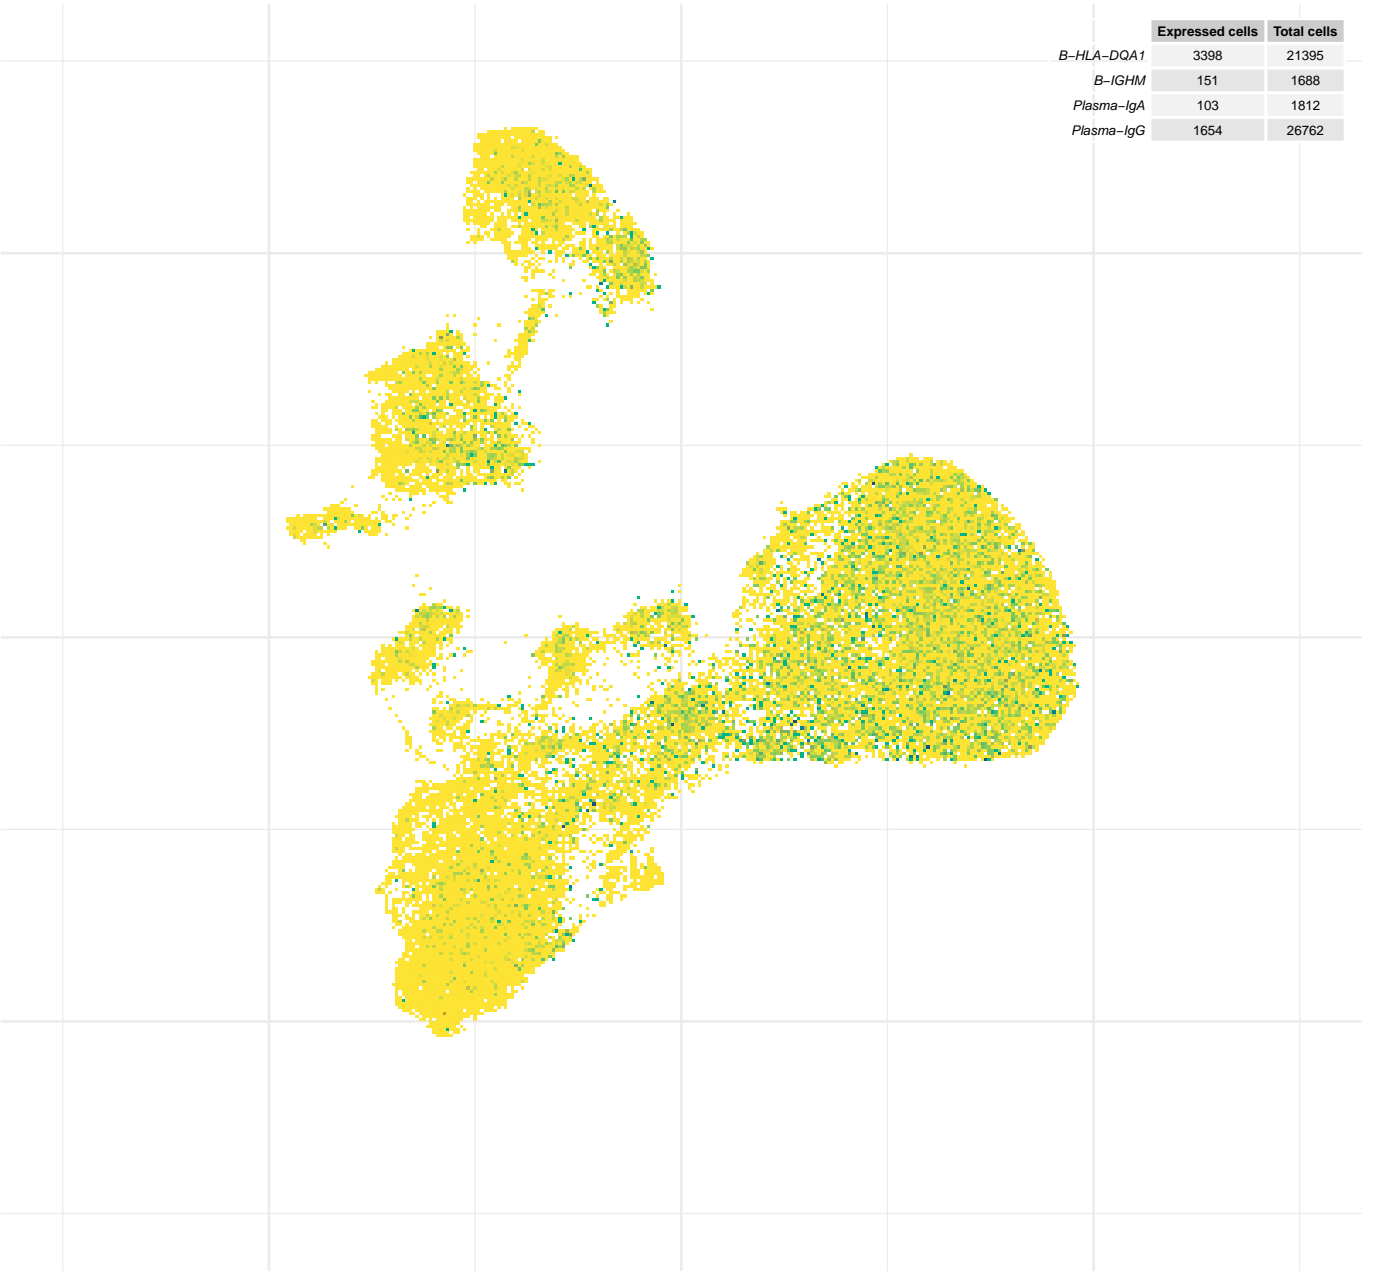 Expressed cells Total cells
B−HLA−DQA1 3398 21395
B−IGHM 151 1688
Plasma−IgA 103 1812
Plasma−IgG 1654 26762